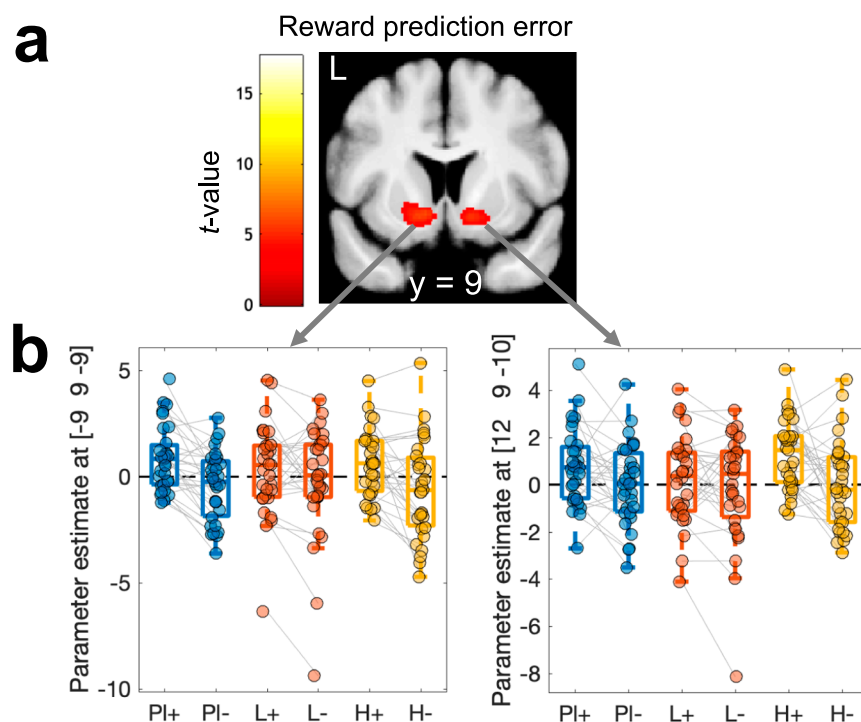 a
Reward prediction error
L
t-value
15
10
5
0
y = 9
b
Parameter estimate at [-9 9 -9]
5
0
-5
-10
Pl+ Pl- L+ L- H+ H-
Parameter estimate at [12 9 -10]
4
2
0
-2
-4
-6
-8
Pl+ Pl- L+ L- H+ H-